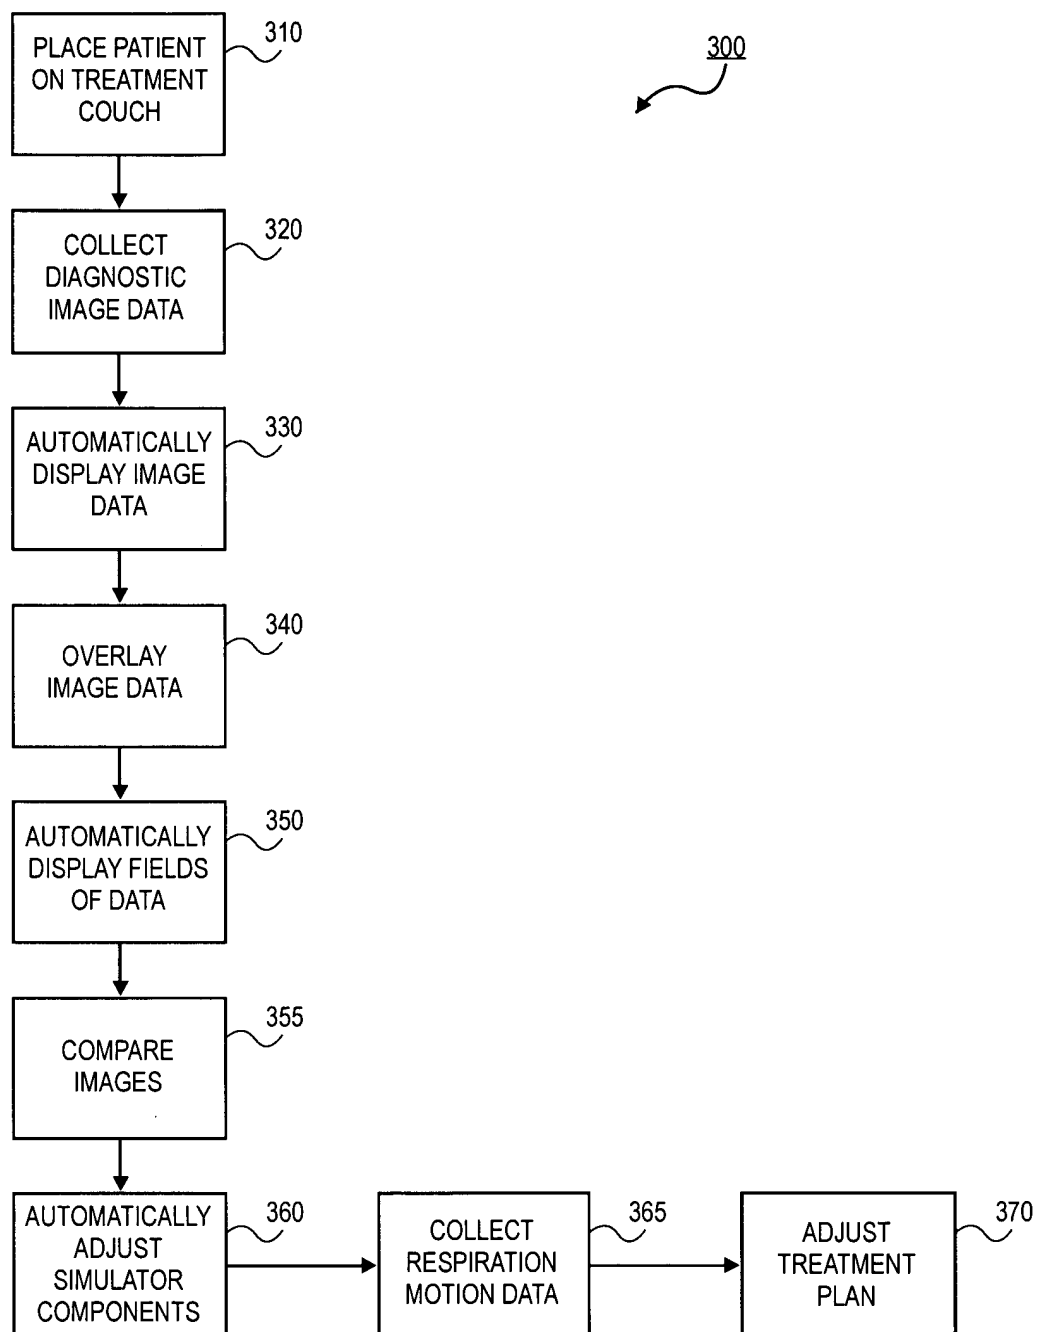 300
PLACE PATIENT
ON TREATMENT
COUCH
310
COLLECT
DIAGNOSTIC
IMAGE DATA
320
AUTOMATICALLY
DISPLAY IMAGE
DATA
330
OVERLAY
IMAGE DATA
340
AUTOMATICALLY
DISPLAY FIELDS
OF DATA
350
COMPARE
IMAGES
355
AUTOMATICALLY
ADJUST
SIMULATOR
COMPONENTS
360
COLLECT
RESPIRATION
MOTION DATA
365
ADJUST
TREATMENT
PLAN
370